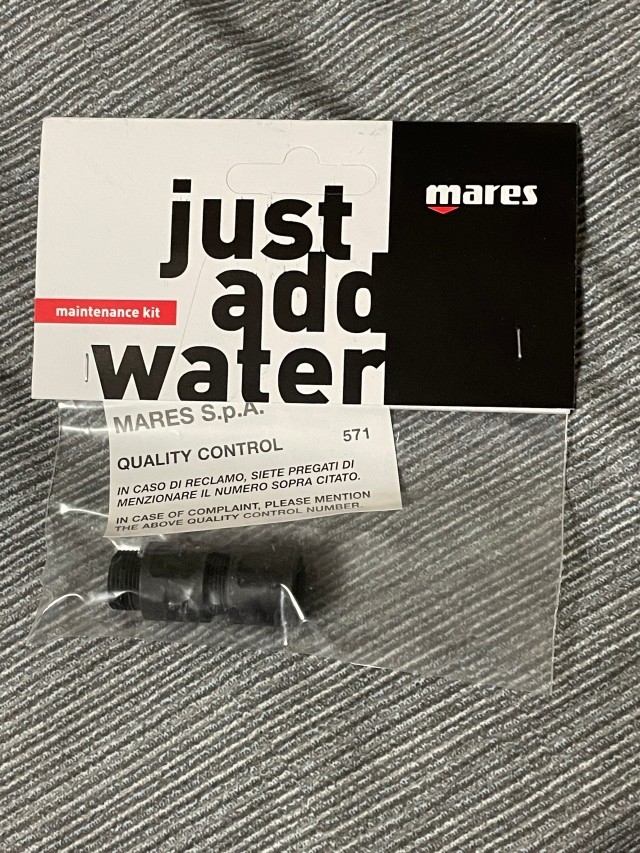 mares
just
add
water
maintenance kit
MARES S.p.A.
QUALITY CONTROL 571
IN CASO DI RECLAMO, SIETE PREGATI DI
MENZIONARE IL NUMERO SOPRA CITATO.
IN CASE OF COMPLAINT, PLEASE MENTION
THE ABOVE QUALITY CONTROL NUMBER.